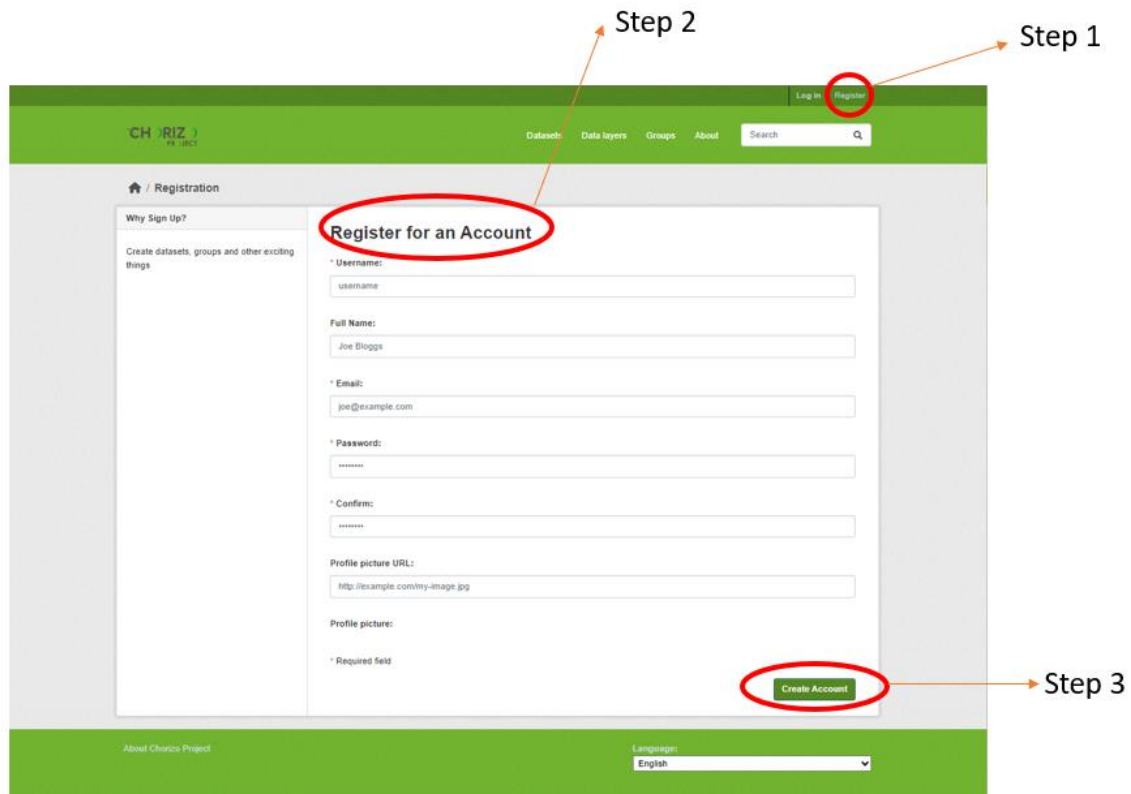 Step 2
Step 1
Log in Register
CHORIZO
PROJECT
Datasets Data layers Groups About Search
/ Registration
Why Sign Up?
Create datasets, groups and other exciting
things
Register for an Account
* Username:
username
Full Name:
Joe Bloggs
* Email:
joe@example.com
* Password:
••••••••
* Confirm:
••••••••
Profile picture URL:
http://example.com/my-image.jpg
Profile picture:
* Required field
Create Account
Step 3
About Chorizo Project
Language:
English